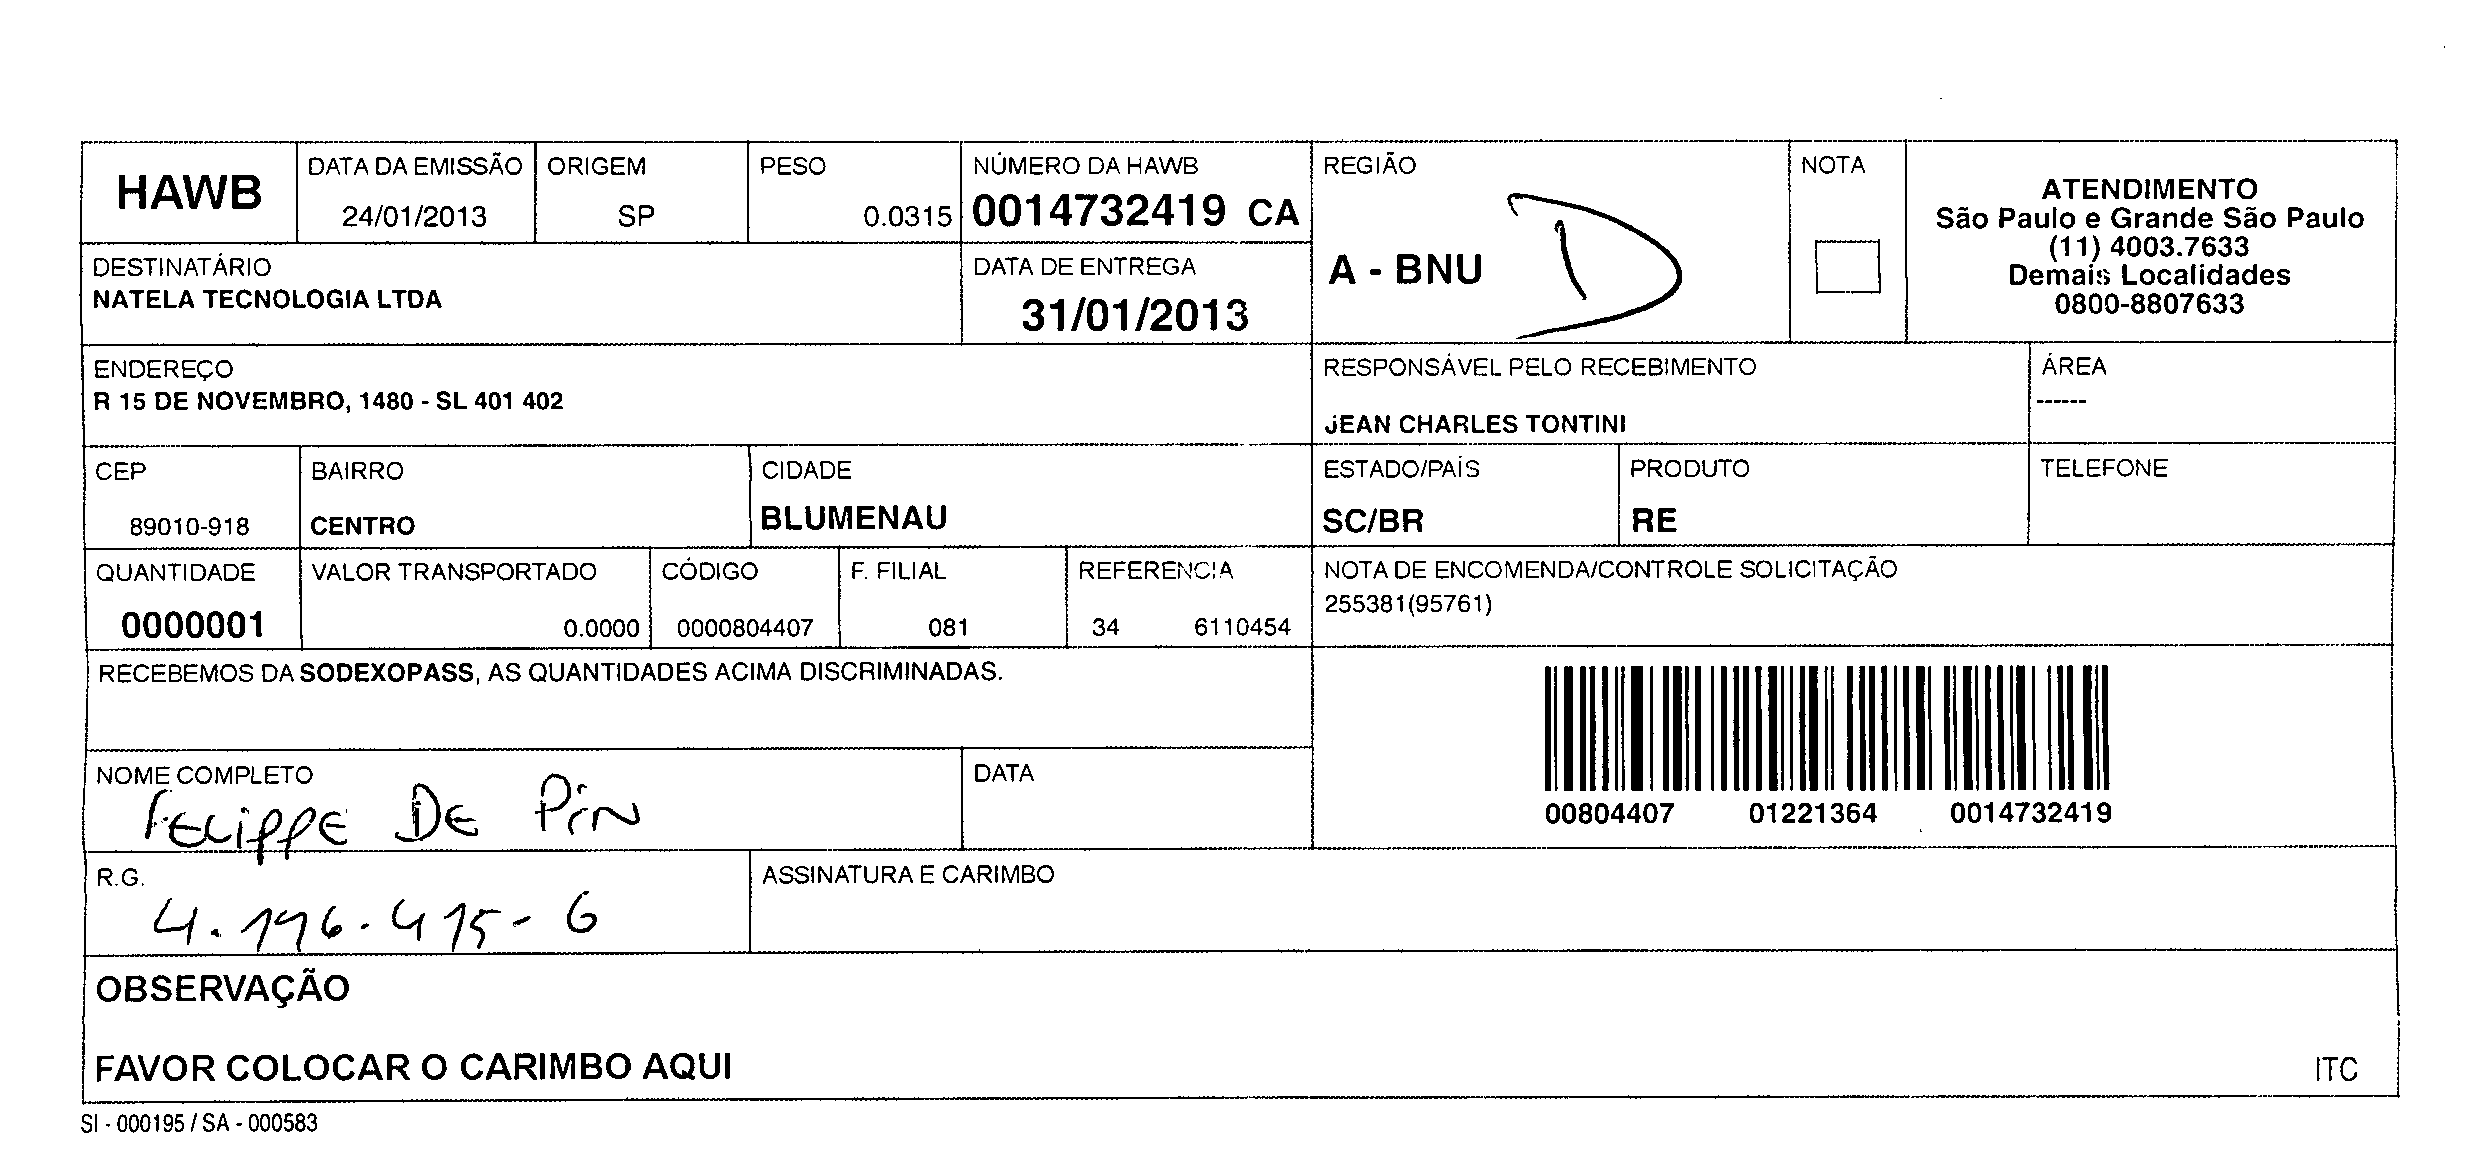 HAWB
DATA DA EMISSÃO
24/01/2013
ORIGEM
SP
PESO
0.0315
NÚMERO DA HAWB
0014732419 CA
REGIÃO
A - BNU
D
NOTA
ATENDIMENTO
São Paulo e Grande São Paulo
(11) 4003.7633
Demais Localidades
0800-8807633
DESTINATÁRIO
NATELA TECNOLOGIA LTDA
DATA DE ENTREGA
31/01/2013
ENDEREÇO
R 15 DE NOVEMBRO, 1480 - SL 401 402
RESPONSÁVEL PELO RECEBIMENTO
JEAN CHARLES TONTINI
ÁREA
------
CEP
89010-918
BAIRRO
CENTRO
CIDADE
BLUMENAU
ESTADO/PAÍS
SC/BR
PRODUTO
RE
TELEFONE
QUANTIDADE
0000001
VALOR TRANSPORTADO
0.0000
CÓDIGO
0000804407
F. FILIAL
081
REFERENCIA
34 6110454
NOTA DE ENCOMENDA/CONTROLE SOLICITAÇÃO
255381(95761)
RECEBEMOS DA SODEXOPASS, AS QUANTIDADES ACIMA DISCRIMINADAS.
00804407 01221364 0014732419
NOME COMPLETO
FELIPPE DE PIN
DATA
R.G.
4.196.415-6
ASSINATURA E CARIMBO
OBSERVAÇÃO
FAVOR COLOCAR O CARIMBO AQUI
ITC
SI - 000195 / SA - 000583